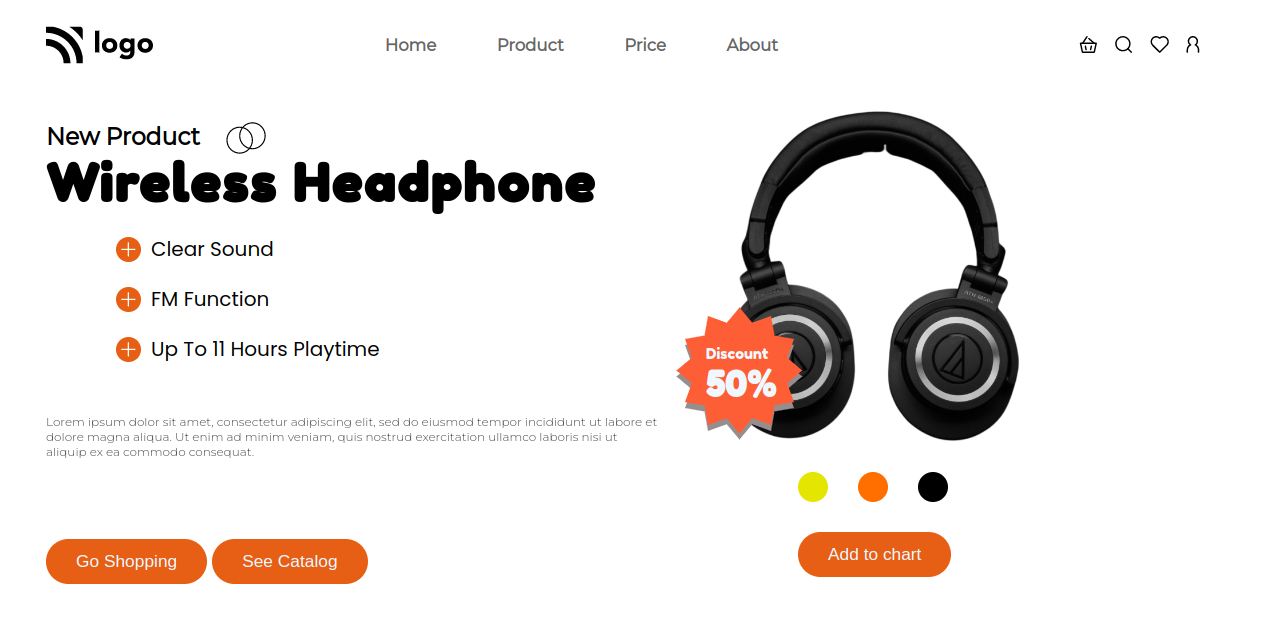 logo
Home
Product
Price
About
New Product
Wireless Headphone
Clear Sound
FM Function
Up To 11 Hours Playtime
Discount
50%
Lorem ipsum dolor sit amet, consectetur adipiscing elit, sed do eiusmod tempor incididunt ut labore et
dolore magna aliqua. Ut enim ad minim veniam, quis nostrud exercitation ullamco laboris nisi ut
aliquip ex ea commodo consequat.
Go Shopping
See Catalog
Add to chart